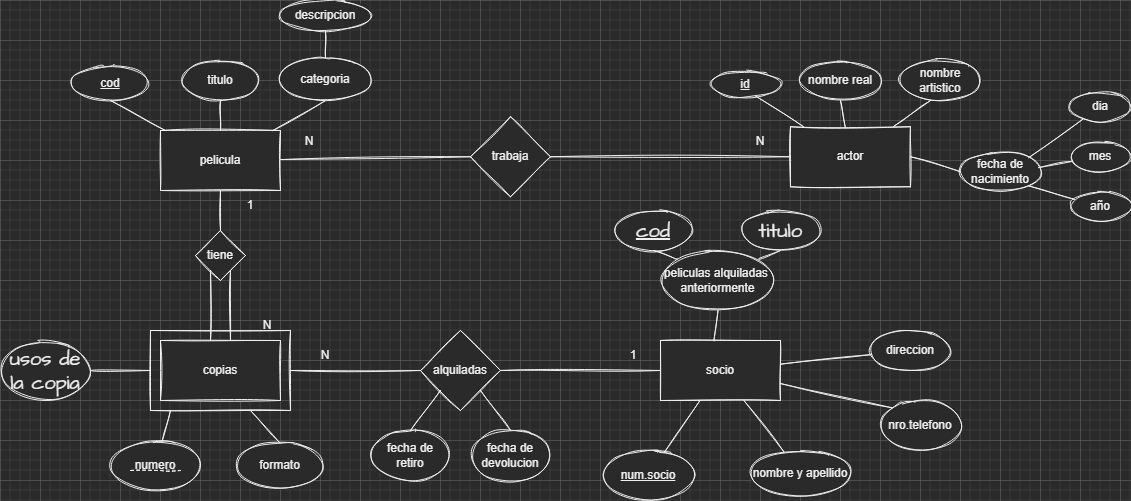 descripcion
cod
titulo
categoria
id
nombre real
nombre
artistico
dia
N
N
pelicula
trabaja
actor
fecha de
nacimiento
mes
1
año
cod
titulo
tiene
peliculas alquiladas
anteriormente
N
N
1
usos de
la copia
copias
alquiladas
socio
direccion
nro.telefono
numero
formato
fecha de
retiro
fecha de
devolucion
num.socio
nombre y apellido